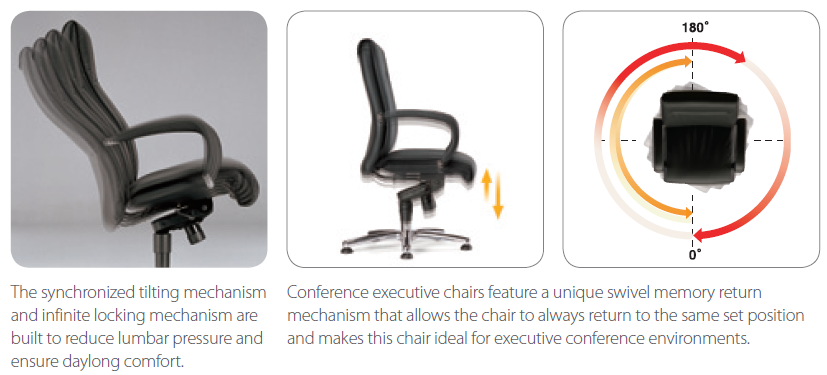 180°
0°
The synchronized tilting mechanism
and infinite locking mechanism are
built to reduce lumbar pressure and
ensure daylong comfort.
Conference executive chairs feature a unique swivel memory return
mechanism that allows the chair to always return to the same set position
and makes this chair ideal for executive conference environments.